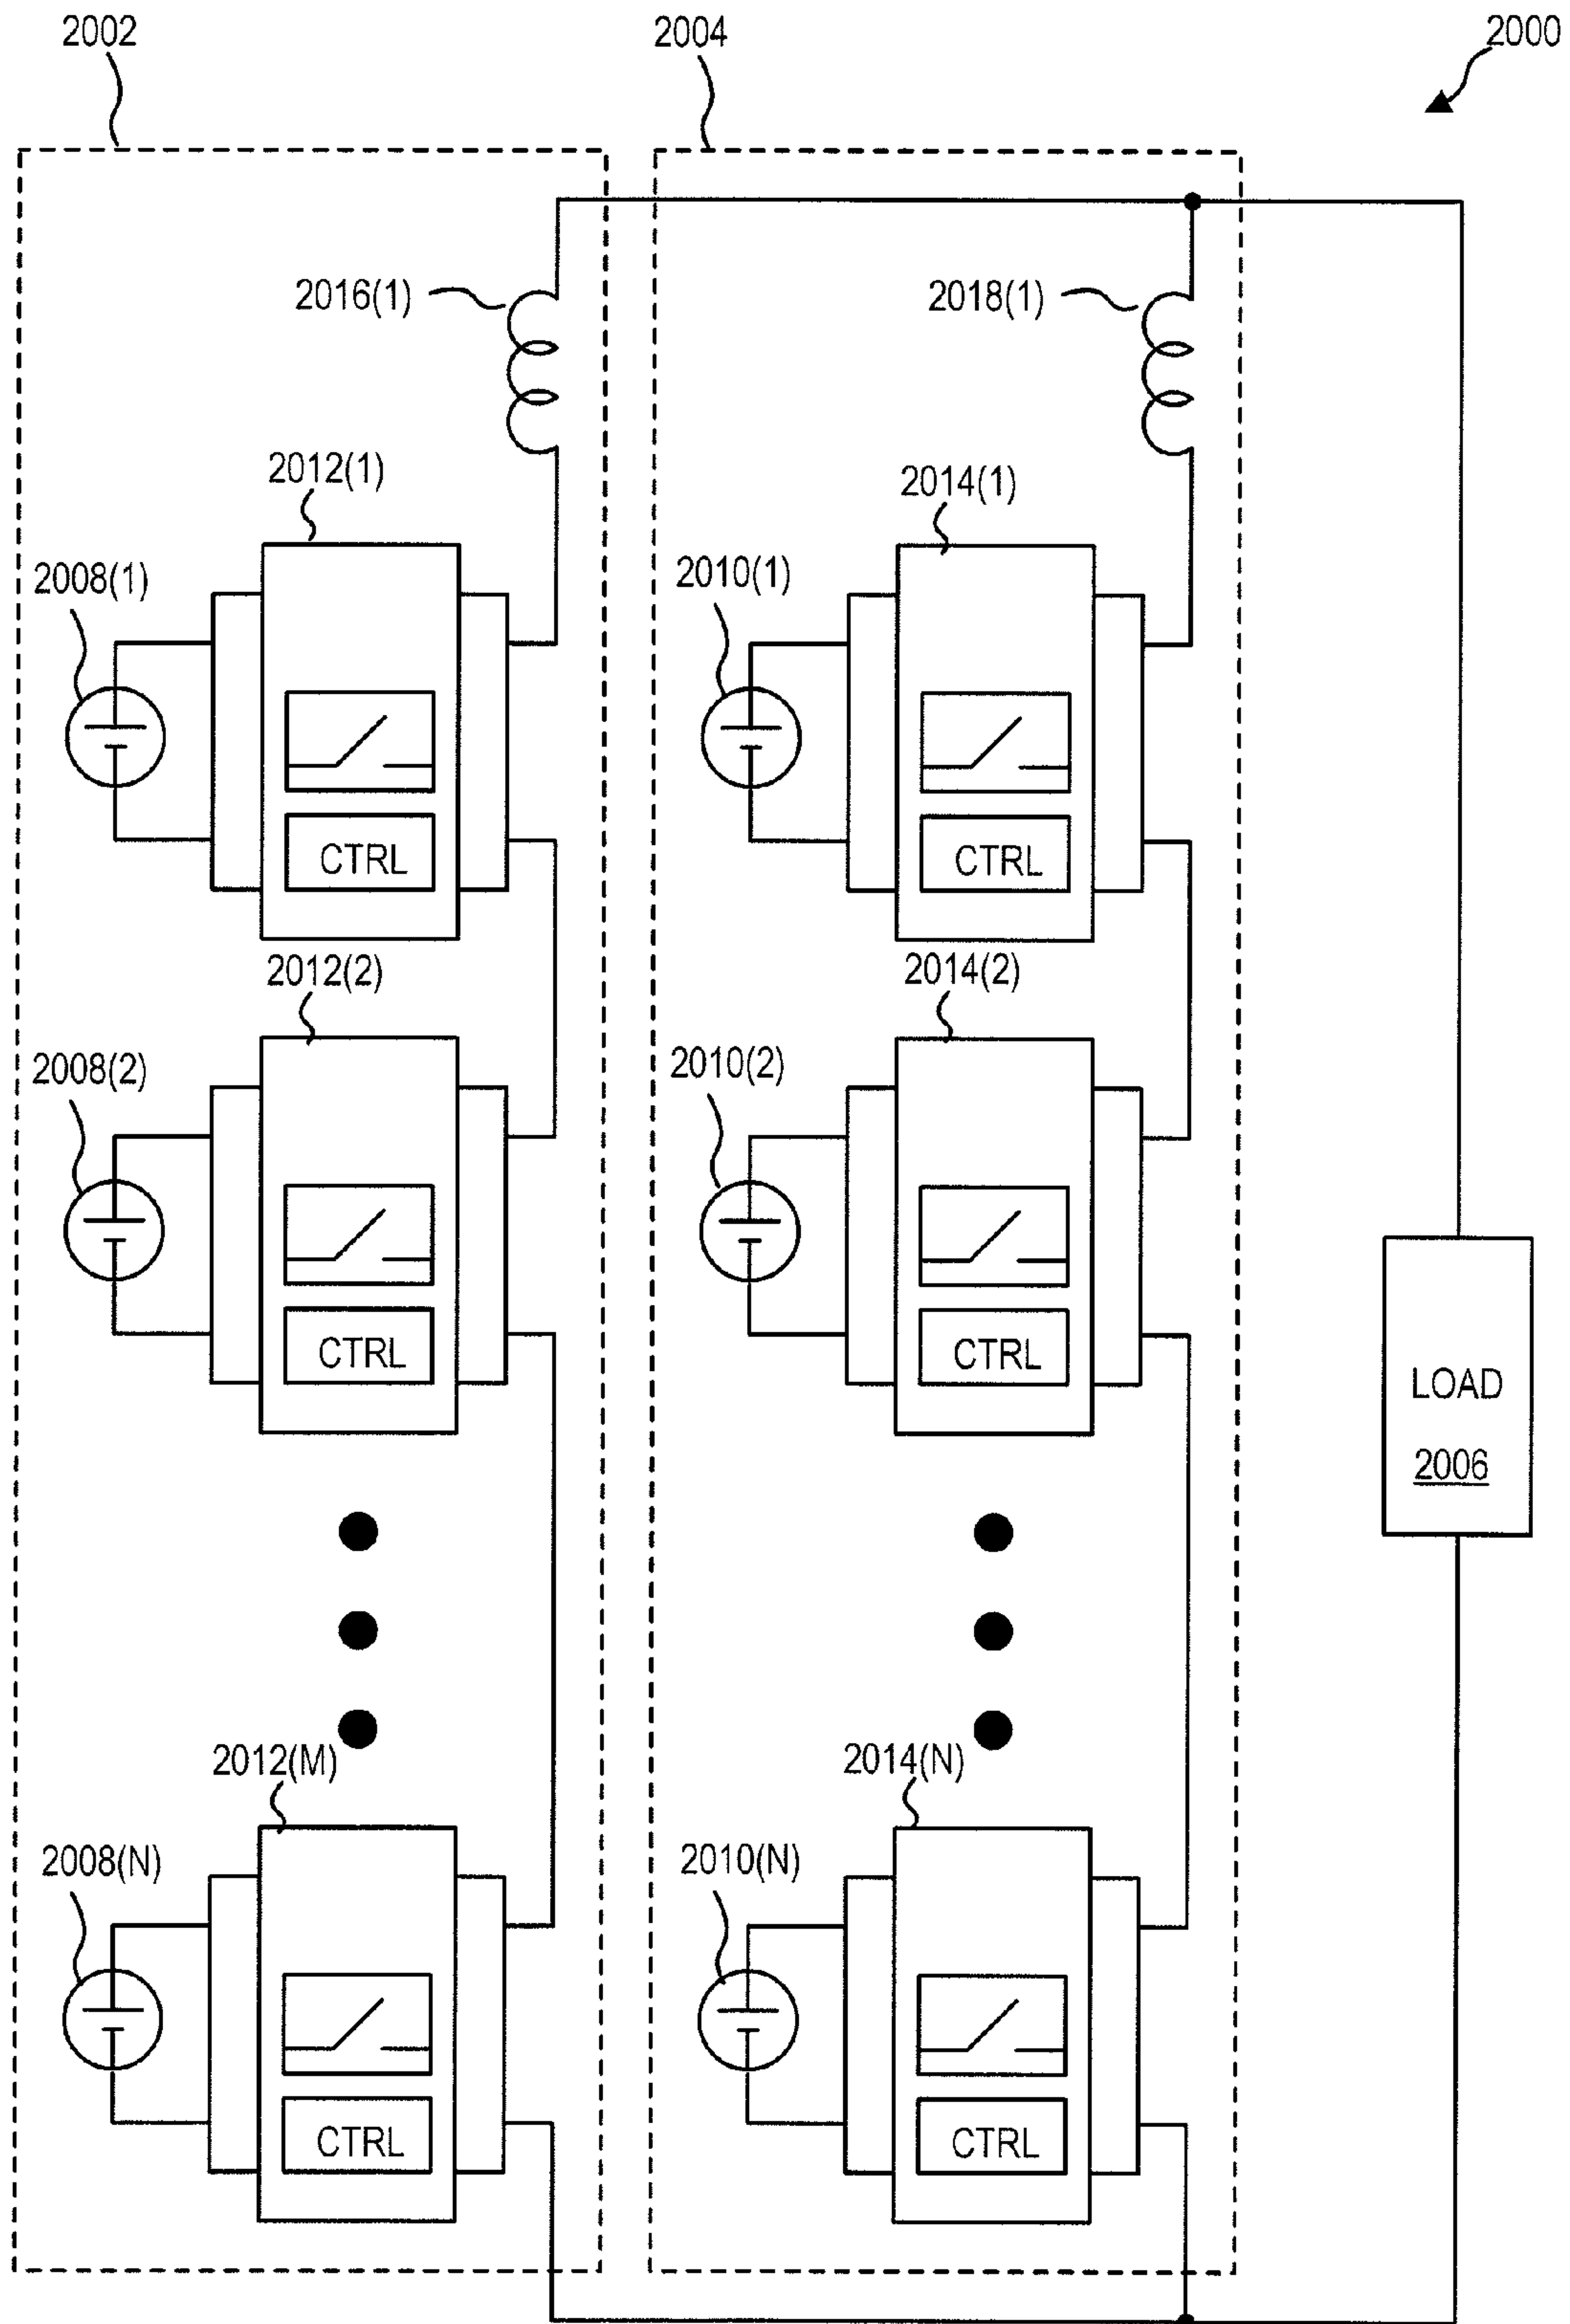 2002
2004
2000
2016(1)
2018(1)
2012(1)
2014(1)
2008(1)
2010(1)
CTRL
CTRL
2012(2)
2014(2)
2008(2)
2010(2)
CTRL
CTRL
LOAD
2006
2012(M)
2014(N)
2008(N)
2010(N)
CTRL
CTRL